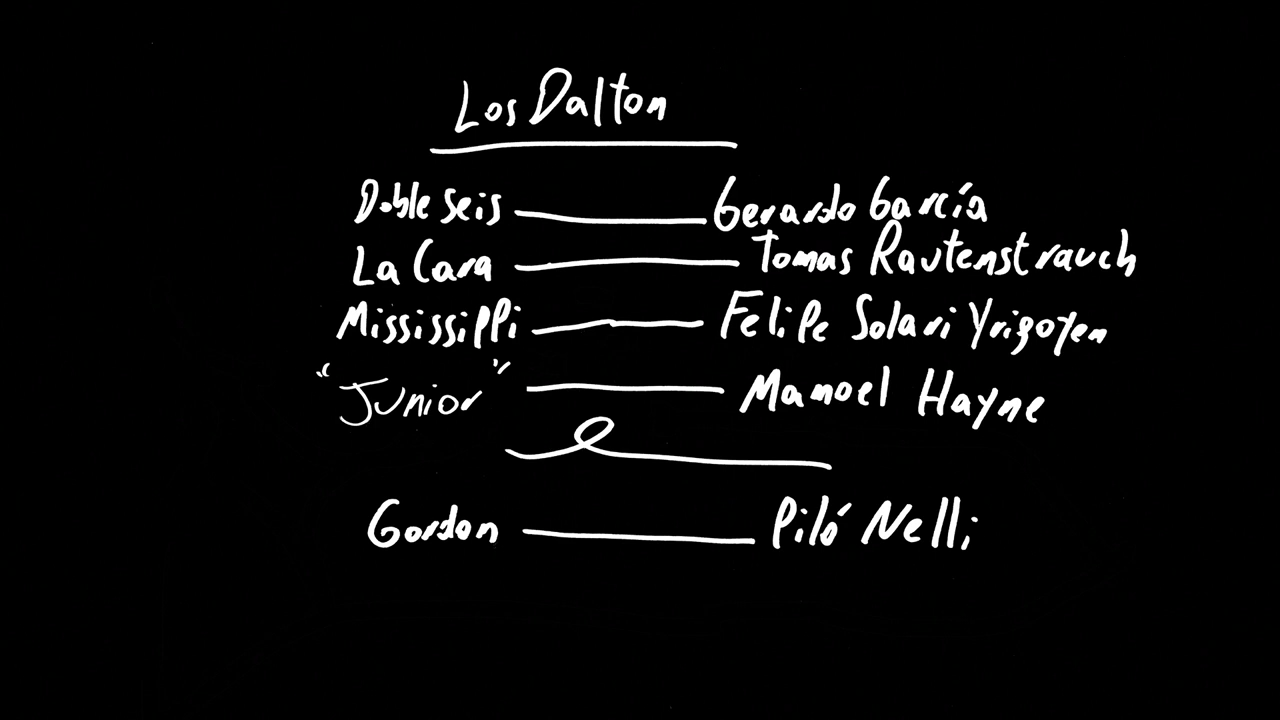 Los Dalton
Doble Seis Gerardo García
La Cara Tomas Rautenstrauch
Mississippi Felipe Solari Yrigoyen
"Junior" Manoel Hayne
Gordon Piló Nelli